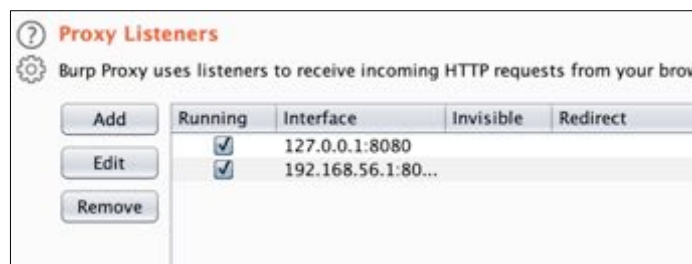 Proxy Listeners
Burp Proxy uses listeners to receive incoming HTTP requests from your
Add
Edit
Remove
Running Interface Invisible Redirect
127.0.0.1:8080
192.168.56.1:80...